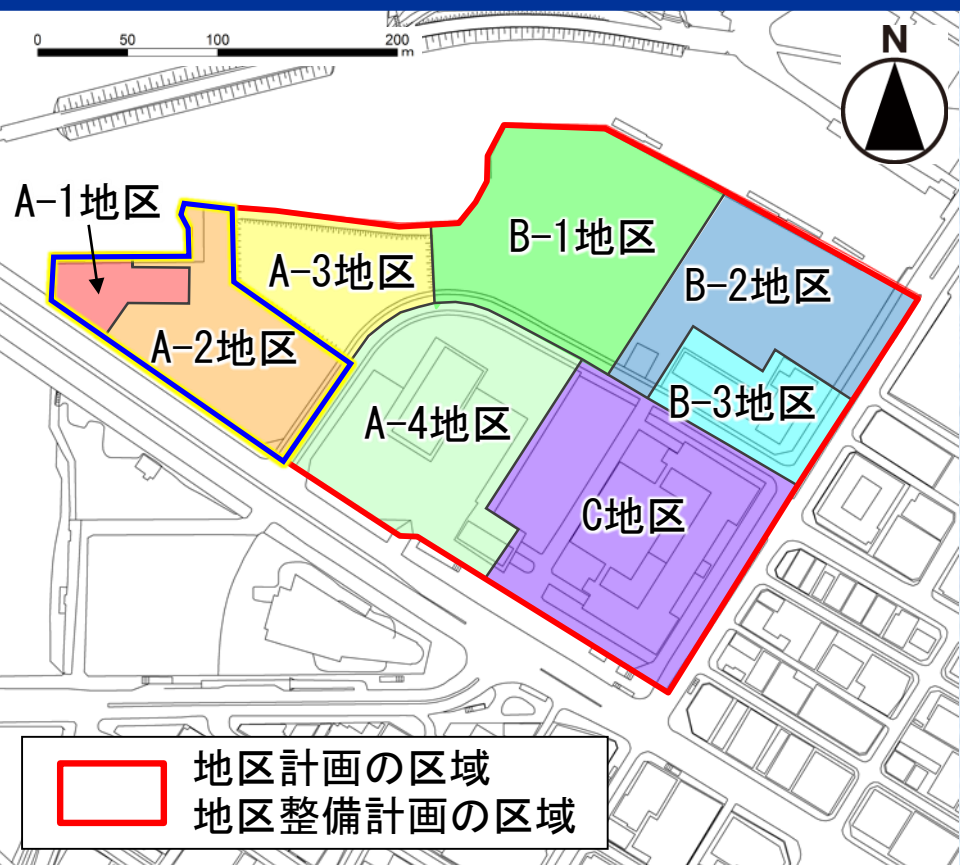 0 50 100 200
m
N
A-1地区
B-1地区
A-3地区
B-2地区
A-2地区
B-3地区
A-4地区
C地区
地区計画の区域
地区整備計画の区域